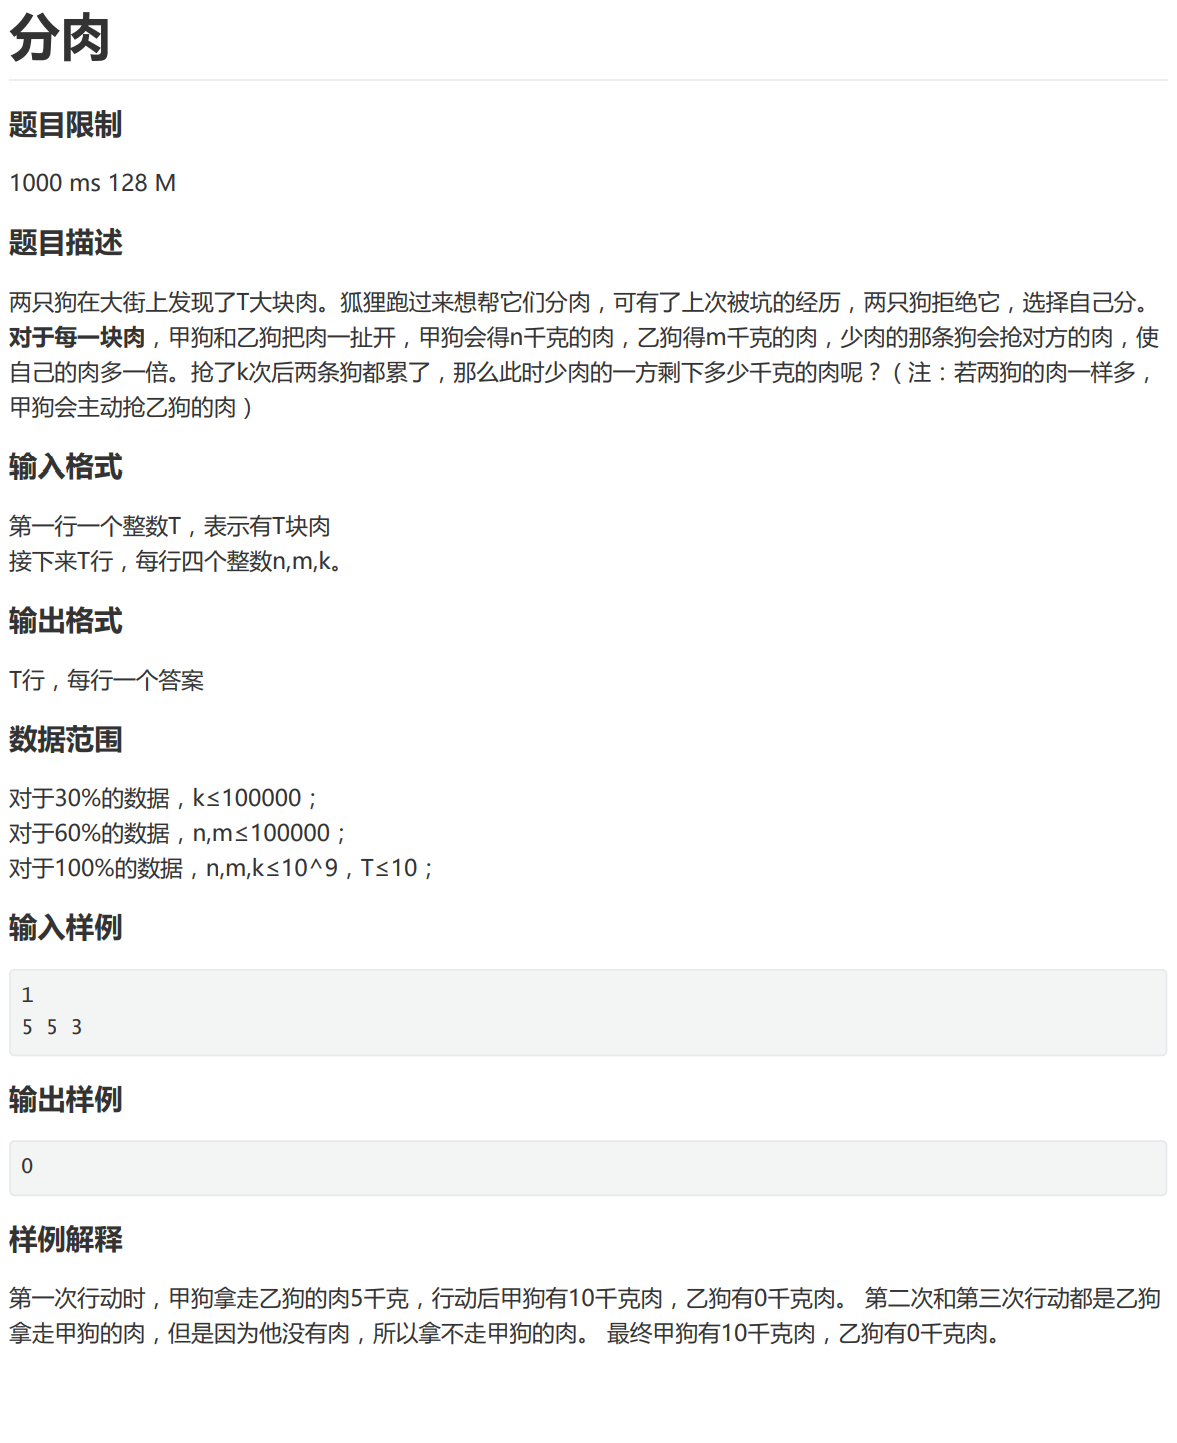 分肉
题目限制
1000 ms 128 M
题目描述
两只狗在大街上发现了T大块肉。狐狸跑过来想帮它们分肉，可有了上次被坑的经历，两只狗拒绝它，选择自己分。
对于每一块肉，甲狗和乙狗把肉一扯开，甲狗会得n千克的肉，乙狗得m千克的肉，少肉的那条狗会抢对方的肉，使
自己的肉多一倍。抢了k次后两条狗都累了，那么此时少肉的一方剩下多少千克的肉呢？（注：若两狗的肉一样多，
甲狗会主动抢乙狗的肉）
输入格式
第一行一个整数T，表示有T块肉
接下来T行，每行四个整数n,m,k。
输出格式
T行，每行一个答案
数据范围
对于30%的数据，k≤100000；
对于60%的数据，n,m≤100000；
对于100%的数据，n,m,k≤10^9，T≤10；
输入样例
1
5 5 3
输出样例
0
样例解释
第一次行动时，甲狗拿走乙狗的肉5千克，行动后甲狗有10千克肉，乙狗有0千克肉。 第二次和第三次行动都是乙狗
拿走甲狗的肉，但是因为他没有肉，所以拿不走甲狗的肉。 最终甲狗有10千克肉，乙狗有0千克肉。